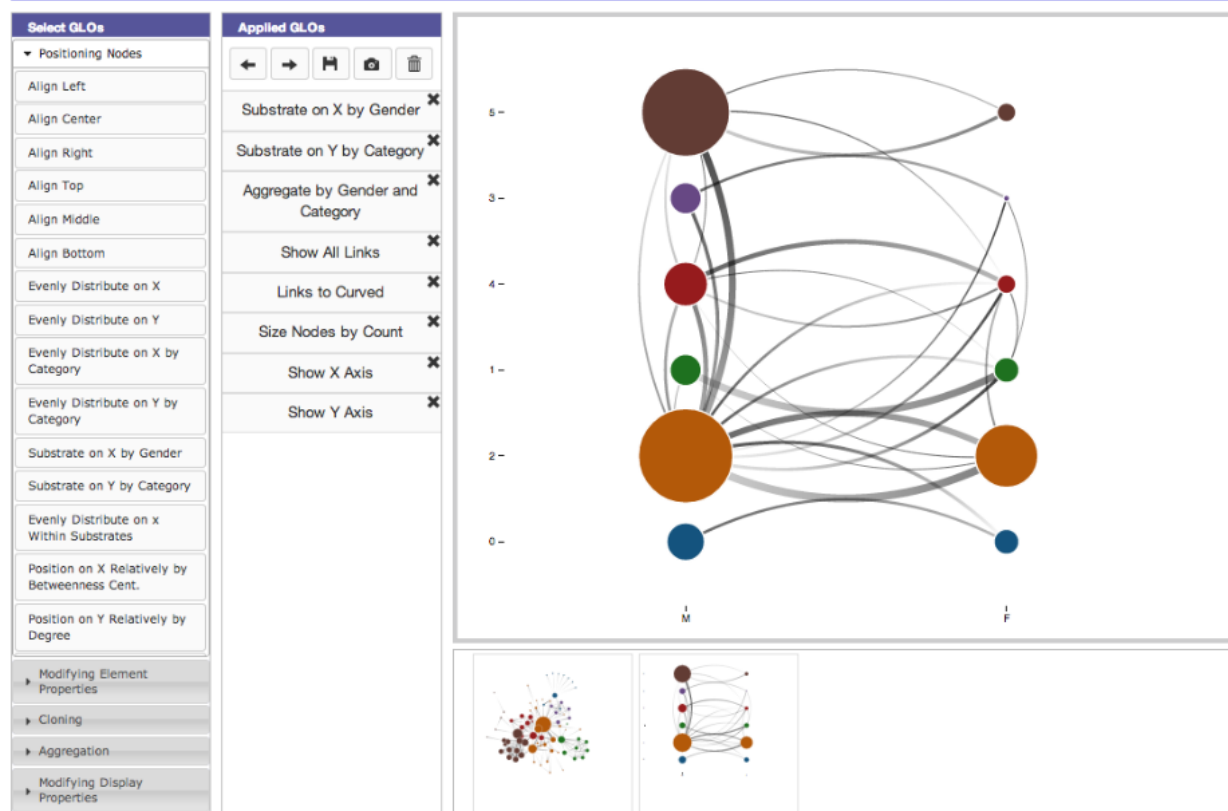 Select GLOs
Positioning Nodes
Align Left
Align Center
Align Right
Align Top
Align Middle
Align Bottom
Evenly Distribute on X
Evenly Distribute on Y
Evenly Distribute on X by
Category
Evenly Distribute on Y by
Category
Substrate on X by Gender
Substrate on Y by Category
Evenly Distribute on x
Within Substrates
Position on X Relatively by
Betweenness Cent.
Position on Y Relatively by
Degree
Modifying Element
Properties
Cloning
Aggregation
Modifying Display
Properties
Applied GLOs
Substrate on X by Gender
Substrate on Y by Category
Aggregate by Gender and
Category
Show All Links
Links to Curved
Size Nodes by Count
Show X Axis
Show Y Axis
5
3
4
1
2
0
M F